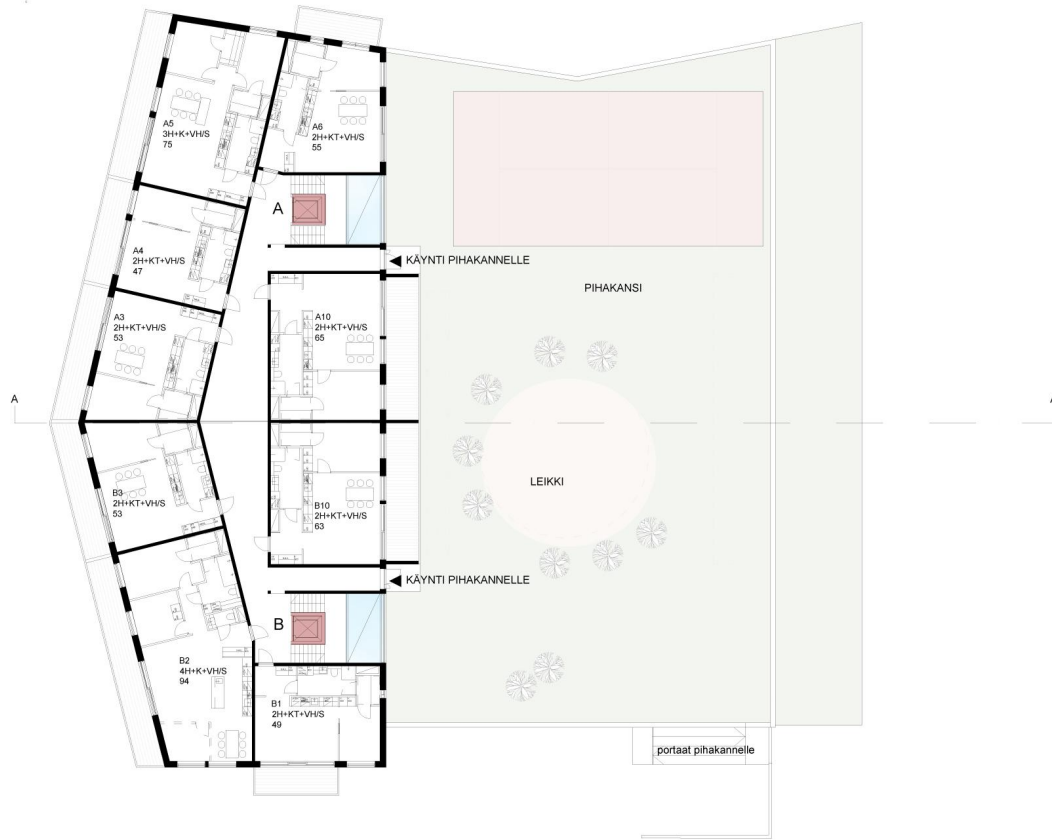 A5
3H+K+VH/S
75
A6
2H+KT+VH/S
55
A
A4
2H+KT+VH/S
47
KÄYNTI PIHAKANNELLE
PIHAKANSI
A3
2H+KT+VH/S
53
A10
2H+KT+VH/S
65
A
B3
2H+KT+VH/S
53
B10
2H+KT+VH/S
63
LEIKKI
KÄYNTI PIHAKANNELLE
B
B2
4H+K+VH/S
94
B1
2H+KT+VH/S
49
portaat pihakannelle